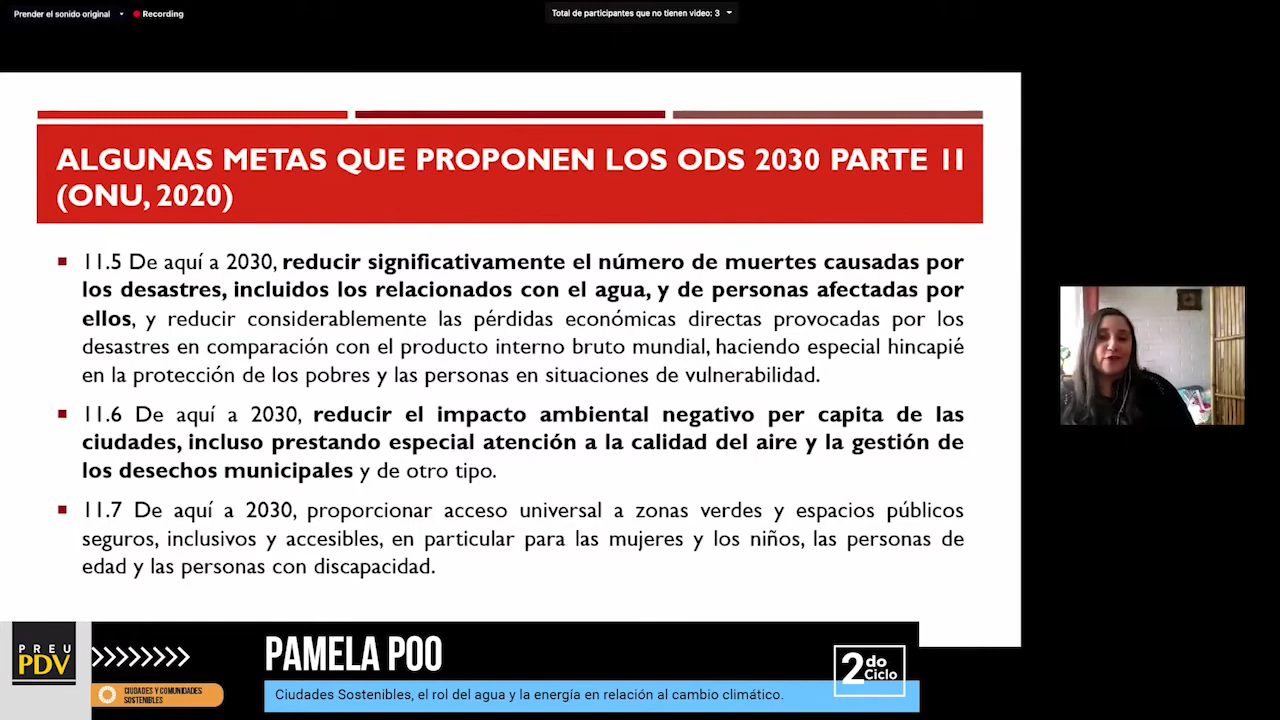 Prender el sonido original
Recording
Total de participantes que no tienen video: 3
ALGUNAS METAS QUE PROPONEN LOS ODS 2030 PARTE II
(ONU, 2020)
11.5 De aquí a 2030, reducir significativamente el número de muertes causadas por
los desastres, incluidos los relacionados con el agua, y de personas afectadas por
ellos, y reducir considerablemente las pérdidas económicas directas provocadas por los
desastres en comparación con el producto interno bruto mundial, haciendo especial hincapié
en la protección de los pobres y las personas en situaciones de vulnerabilidad.
11.6 De aquí a 2030, reducir el impacto ambiental negativo per capita de las
ciudades, incluso prestando especial atención a la calidad del aire y la gestión de
los desechos municipales y de otro tipo.
11.7 De aquí a 2030, proporcionar acceso universal a zonas verdes y espacios públicos
seguros, inclusivos y accesibles, en particular para las mujeres y los niños, las personas de
edad y las personas con discapacidad.
PREU
PDV
CIUDADES Y COMUNIDADES
SOSTENIBLES
PAMELA POO
Ciudades Sostenibles, el rol del agua y la energía en relación al cambio climático.
2do
Ciclo